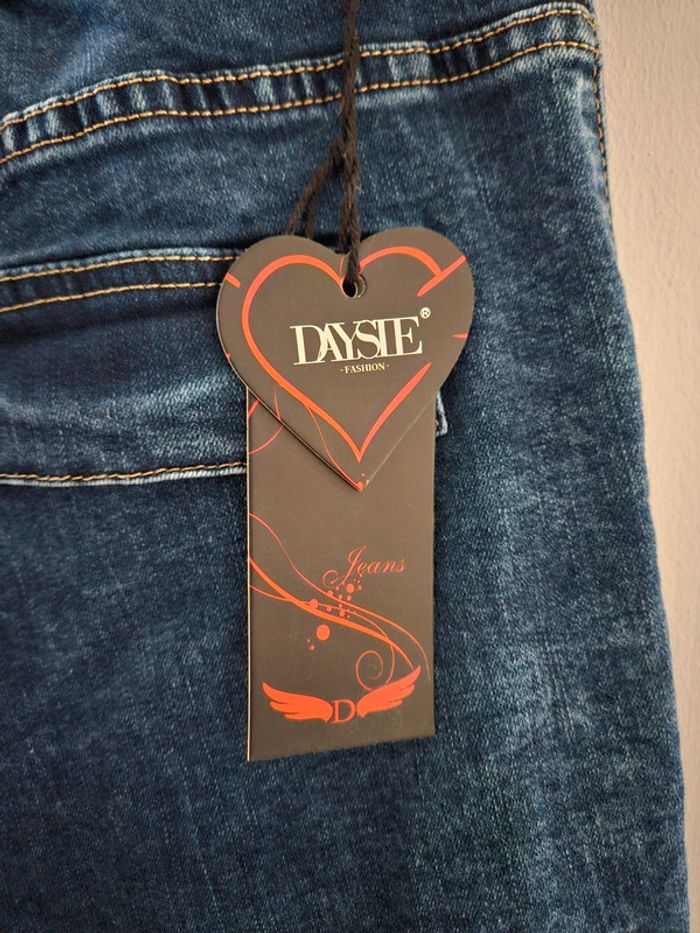 DAYSIE®
-FASHION-
Jeans
D